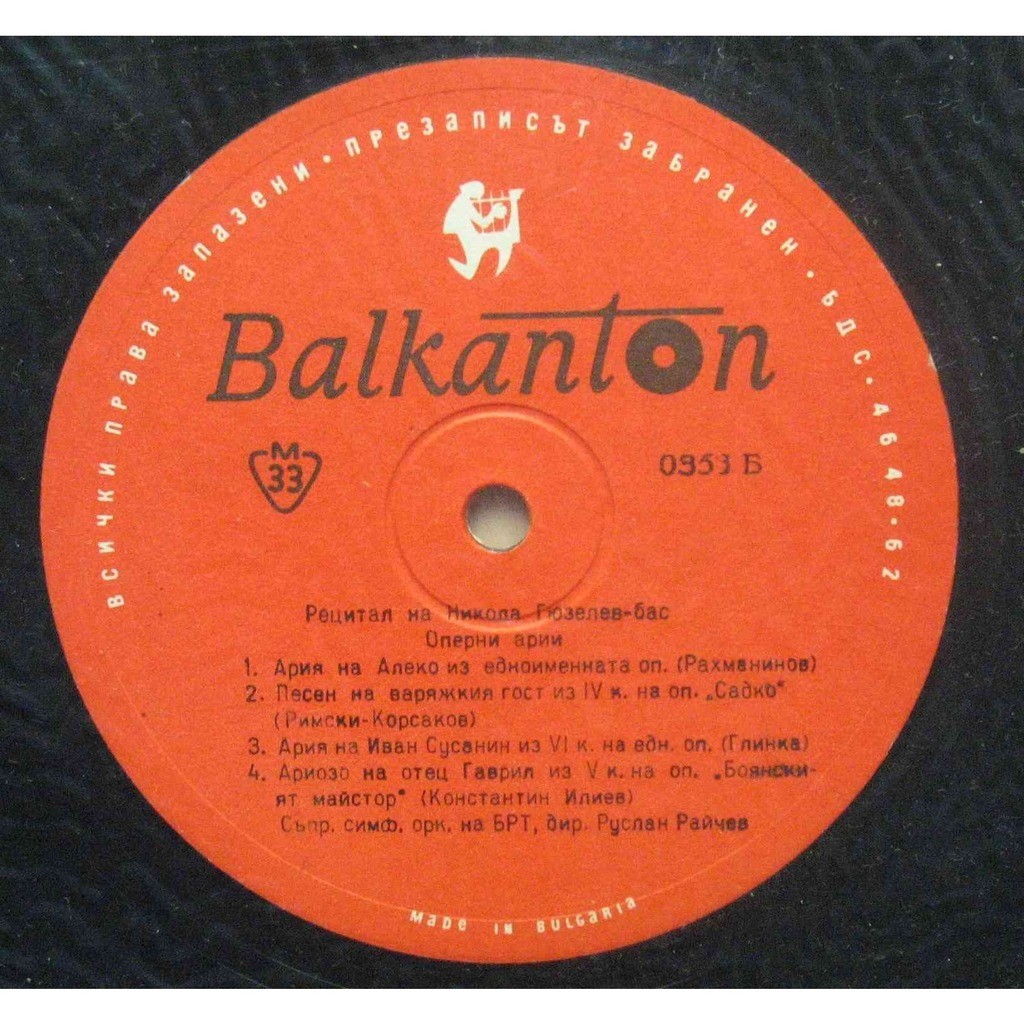 ВСИЧКИ ПРАВА ЗАПАЗЕНИ · ПРЕЗАПИСЪТ ЗАБРАНЕН · БДС · 46 48 · 62
Balkanton
М
33
0353 Б
Рецитал на Никола Гюзелев-бас
Оперни арии
1. Ария на Алеко из едноименната оп. (Рахманинов)
2. Песен на варяжкия гост из IV к. на оп. „Садко"
(Римски-Корсаков)
3. Ария на Иван Сусанин из VI к. на едн. оп. (Глинка)
4. Ариозо на отец Гаврил из V к. на оп. „Боянски-
ят майстор" (Константин Илиев)
Съпр. симф. орк. на БРТ, дир. Руслан Райчев
MADE IN BULGARIA